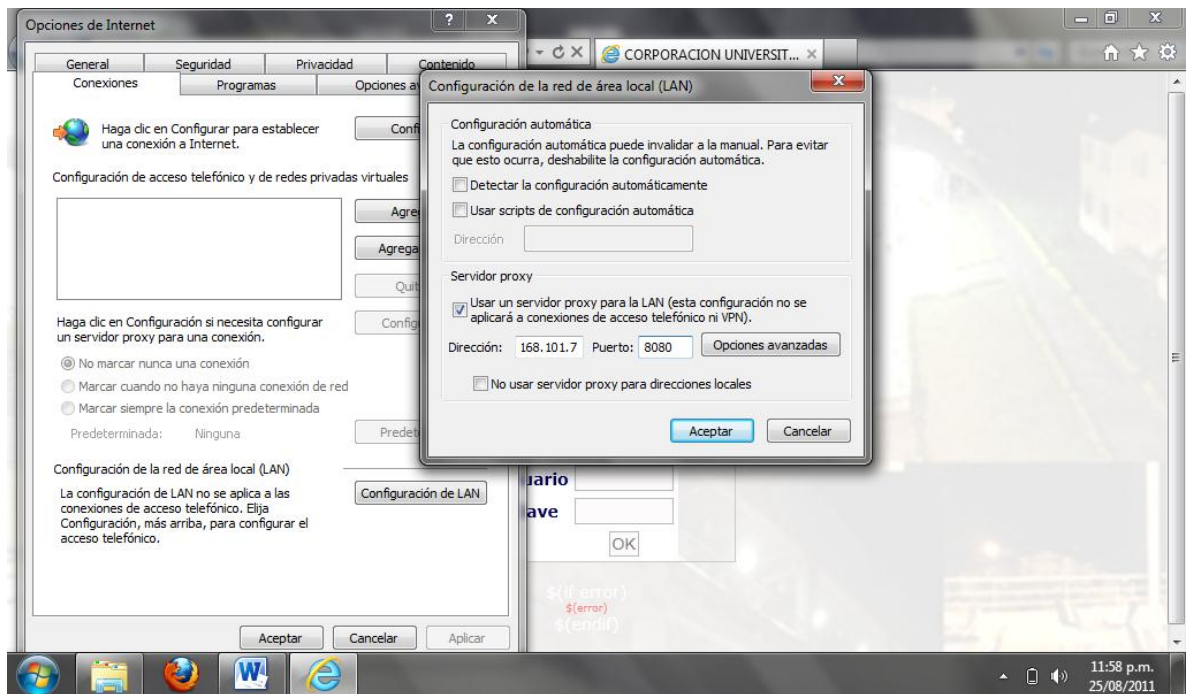 Opciones de Internet
CORPORACION UNIVERSIT...
General Seguridad Privacidad Contenido
Conexiones Programas Opciones
Haga clic en Configurar para establecer
una conexión a Internet.
Configuración de acceso telefónico y de redes privadas virtuales
Haga clic en Configuración si necesita configurar
un servidor proxy para una conexión.
No marcar nunca una conexión
Marcar cuando no haya ninguna conexión de red
Marcar siempre la conexión predeterminada
Predeterminada: Ninguna
Configuración de la red de área local (LAN)
La configuración de LAN no se aplica a las
conexiones de acceso telefónico. Elija
Configuración, más arriba, para configurar el
acceso telefónico.
Configuración de LAN
Aceptar Cancelar Aplicar
Configuración de la red de área local (LAN)
Configuración automática
La configuración automática puede invalidar a la manual. Para evitar
que esto ocurra, deshabilite la configuración automática.
Detectar la configuración automáticamente
Usar scripts de configuración automática
Dirección
Servidor proxy
Usar un servidor proxy para la LAN (esta configuración no se
aplicará a conexiones de acceso telefónico ni VPN).
Dirección: 168.101.7 Puerto: 8080 Opciones avanzadas
No usar servidor proxy para direcciones locales
Aceptar Cancelar
uario
ave
OK
$(if error)
$(error)
$(endif)
11:58 p.m.
25/08/2011